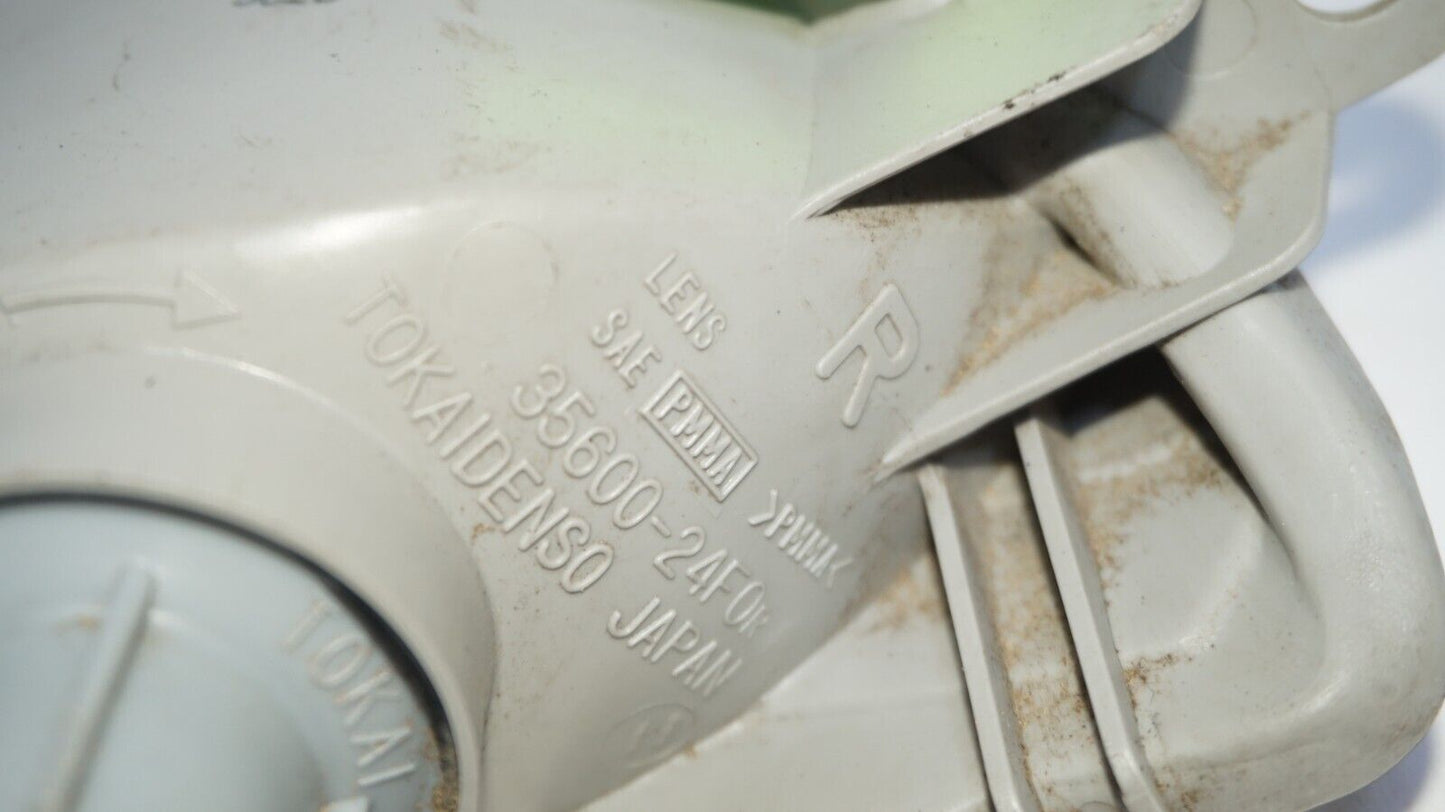 LENS
SAE PMMA >PMMA<
R
35600-24F0
TOKAIDENSO JAPAN
TOKAI